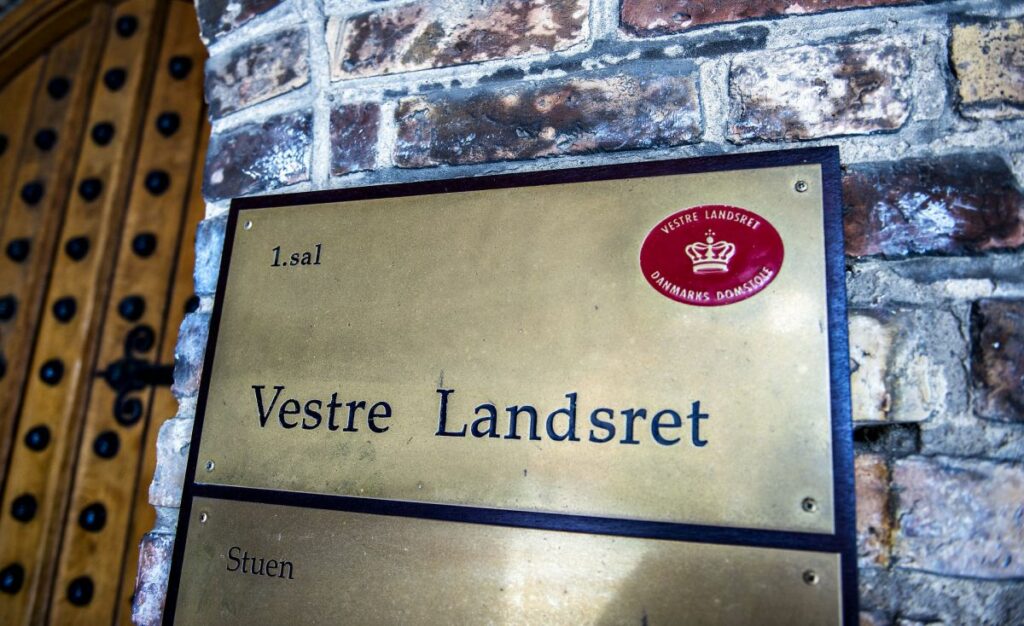 1.sal
VESTRE LANDSRET
DANMARKS DOMSTOLE
Vestre Landsret
Stuen